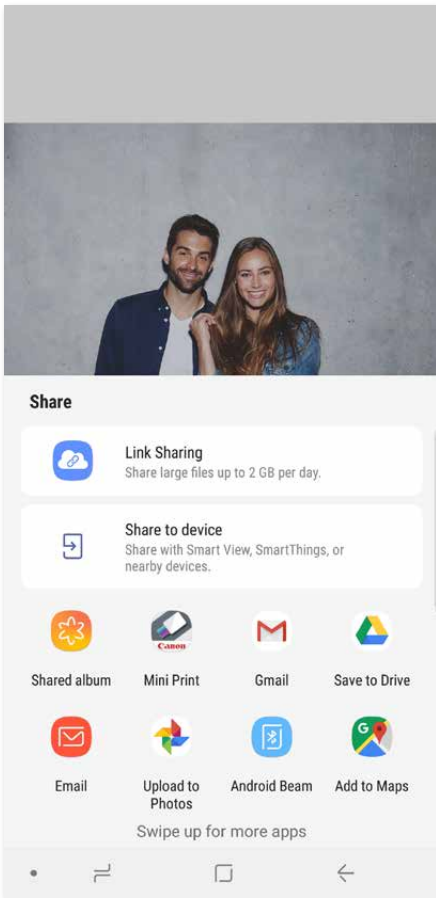 Share
Link Sharing
Share large files up to 2 GB per day.
Share to device
Share with Smart View, SmartThings, or
nearby devices.
Canon
Shared album Mini Print Gmail Save to Drive
G
Email Upload to Photos Android Beam Add to Maps
Swipe up for more apps